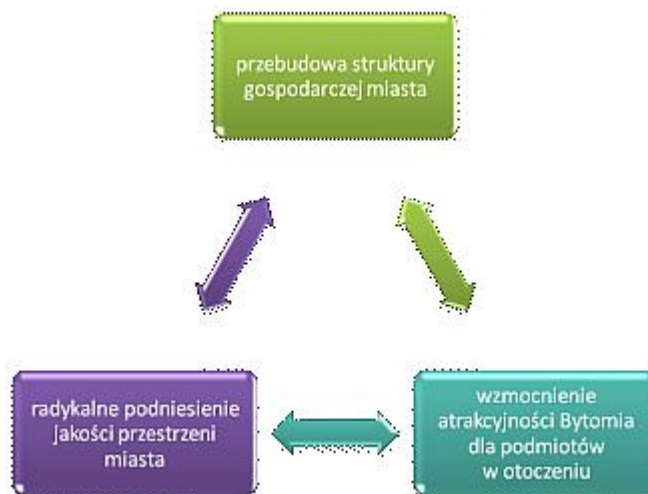 przebudowa struktury
gospodarczej miasta
radykalne podniesienie
jakości przestrzeni
miasta
wzmocnienie
atrakcyjności Bytomia
dla podmiotów
w otoczeniu